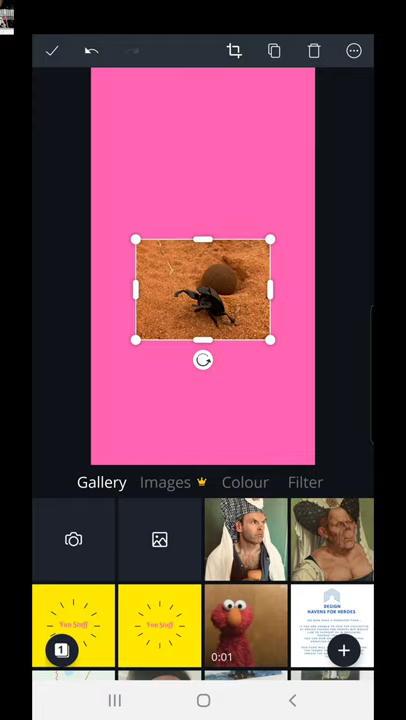 Gallery Images Colour Filter
Fun Stuff
Fun Stuff
0:01
DESIGN
HAVENS FOR HEROES
1